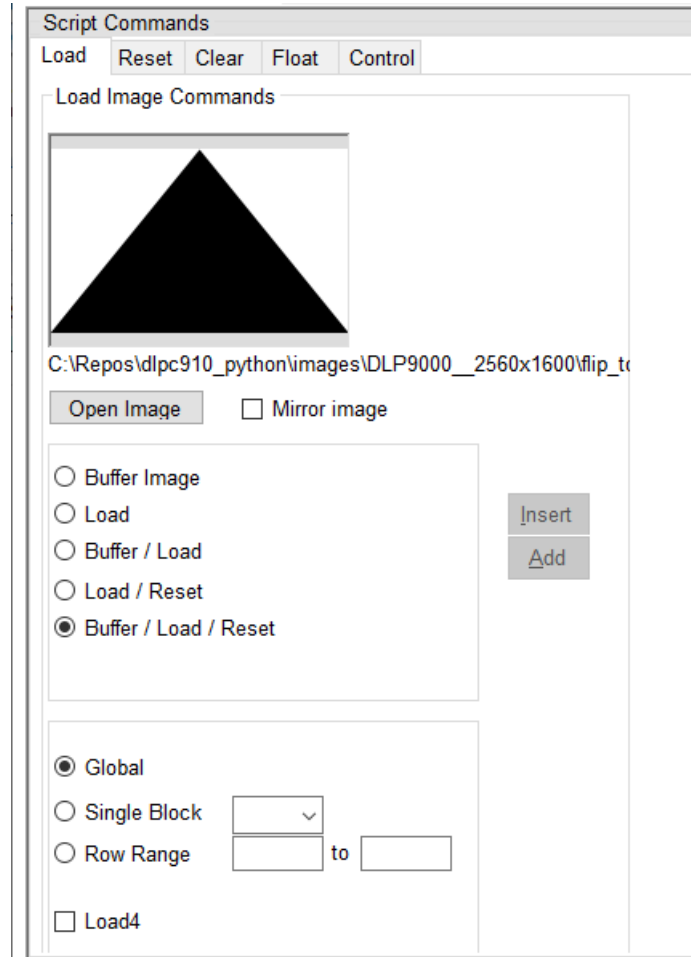 Script Commands
Load Reset Clear Float Control
Load Image Commands
C:\Repos\dlpc910_python\images\DLP9000__2560x1600\flip_to
Open Image Mirror image
Buffer Image
Load
Buffer / Load
Load / Reset
Buffer / Load / Reset
Insert
Add
Global
Single Block
Row Range to
Load4